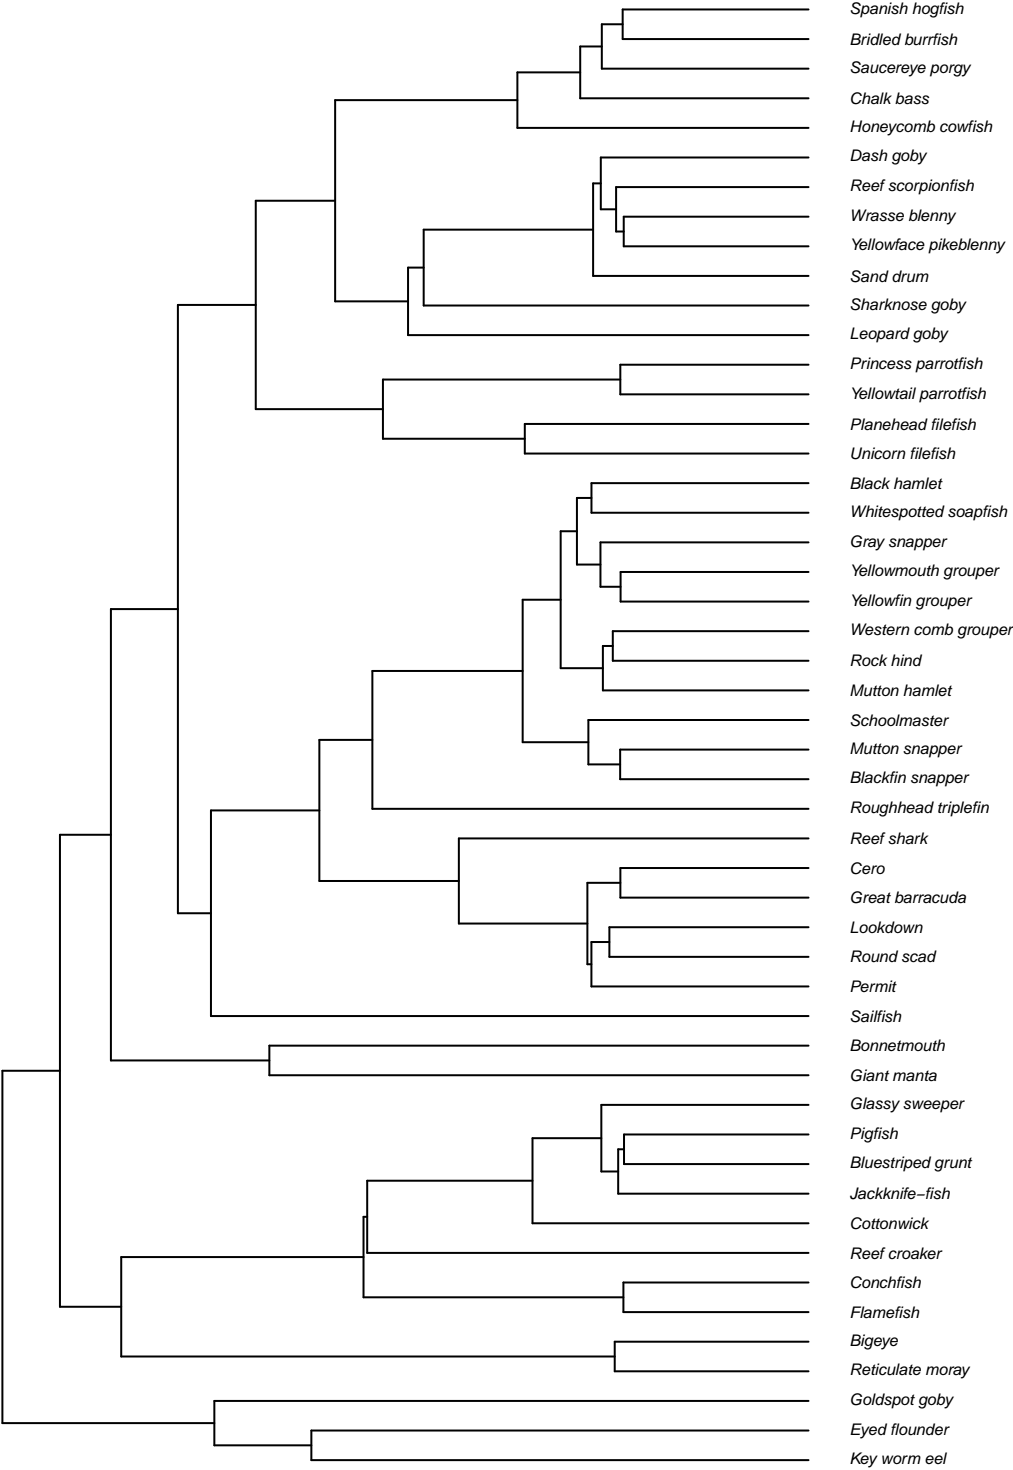 Spanish hogfish
Bridled burrfish
Saucereye porgy
Chalk bass
Honeycomb cowfish
Dash goby
Reef scorpionfish
Wrasse blenny
Yellowface pikeblenny
Sand drum
Sharknose goby
Leopard goby
Princess parrotfish
Yellowtail parrotfish
Planehead filefish
Unicorn filefish
Black hamlet
Whitespotted soapfish
Gray snapper
Yellowmouth grouper
Yellowfin grouper
Western comb grouper
Rock hind
Mutton hamlet
Schoolmaster
Mutton snapper
Blackfin snapper
Roughhead triplefin
Reef shark
Cero
Great barracuda
Lookdown
Round scad
Permit
Sailfish
Bonnetmouth
Giant manta
Glassy sweeper
Pigfish
Bluestriped grunt
Jackknife−fish
Cottonwick
Reef croaker
Conchfish
Flamefish
Bigeye
Reticulate moray
Goldspot goby
Eyed flounder
Key worm eel